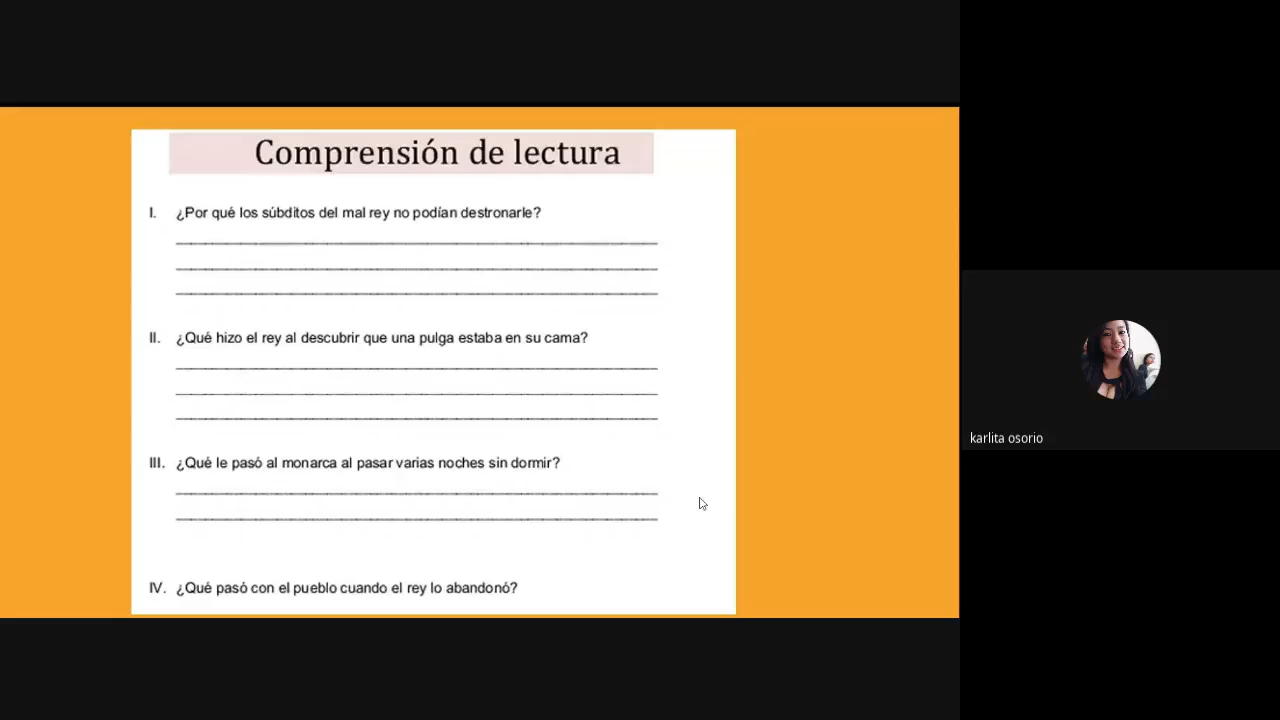 Comprensión de lectura
I. ¿Por qué los súbditos del mal rey no podían destronarle?
II. ¿Qué hizo el rey al descubrir que una pulga estaba en su cama?
III. ¿Qué le pasó al monarca al pasar varias noches sin dormir?
IV. ¿Qué pasó con el pueblo cuando el rey lo abandonó?
karlita osorio